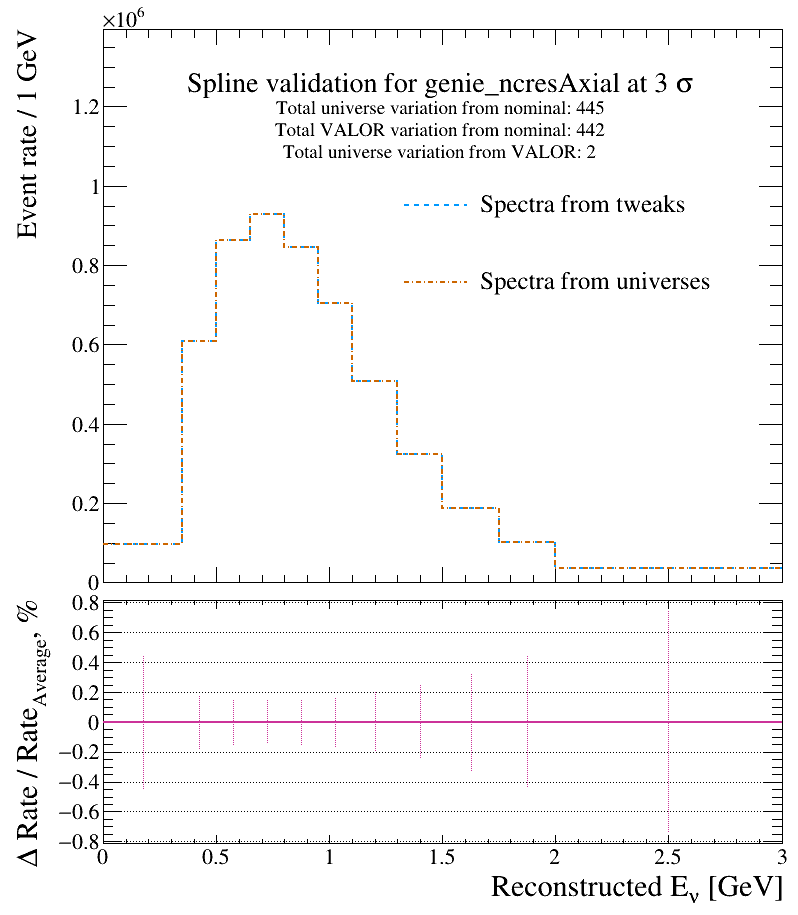 ×10⁶
Event rate / 1 GeV
Spline validation for genie_ncresAxial at 3 σ
Total universe variation from nominal: 445
Total VALOR variation from nominal: 442
Total universe variation from VALOR: 2
Spectra from tweaks
Spectra from universes
1.2
1
0.8
0.6
0.4
0.2
0
Δ Rate / Rate_Average, %
0.8
0.6
0.4
0.2
0
−0.2
−0.4
−0.6
−0.8
0 0.5 1 1.5 2 2.5 3
Reconstructed E_ν [GeV]